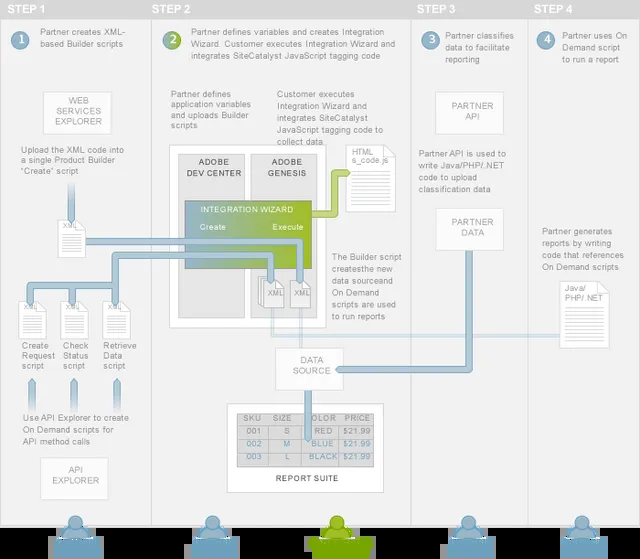 STEP 1
STEP 2
STEP 3
STEP 4
1
Partner creates XML-
based Builder scripts
2
Partner defines variables and creates Integration
Wizard. Customer executes Integration Wizard and
integrates SiteCatalyst JavaScript tagging code
3
Partner classifies
data to facilitate
reporting
4
Partner uses On
Demand script
to run a report
WEB
SERVICES
EXPLORER
Upload the XML code into
a single Product Builder
"Create" script
XML
XML
XML
XML
Create
Request
script
Check
Status
script
Retrieve
Data
script
Use API Explorer to create
On Demand scripts for
API method calls
API
EXPLORER
Partner defines
application variables
and uploads Builder
scripts
Customer executes
Integration Wizard and
integrates SiteCatalyst
JavaScript tagging code to
collect data
ADOBE
DEV CENTER
ADOBE
GENESIS
HTML
s_code.js
INTEGRATION WIZARD
Create
Execute
XML
XML
The Builder script
createsthe new
data sourceand
On Demand
scripts are used
to run reports
DATA
SOURCE
SKU SIZE COLOR PRICE
001 S RED $21.99
002 M BLUE $21.99
003 L BLACK $21.99
REPORT SUITE
PARTNER
API
Partner API is used to
write Java/PHP/.NET
code to upload
classification data
PARTNER
DATA
Partner generates
reports by writing
code that references
On Demand scripts
Java/
PHP/.NET